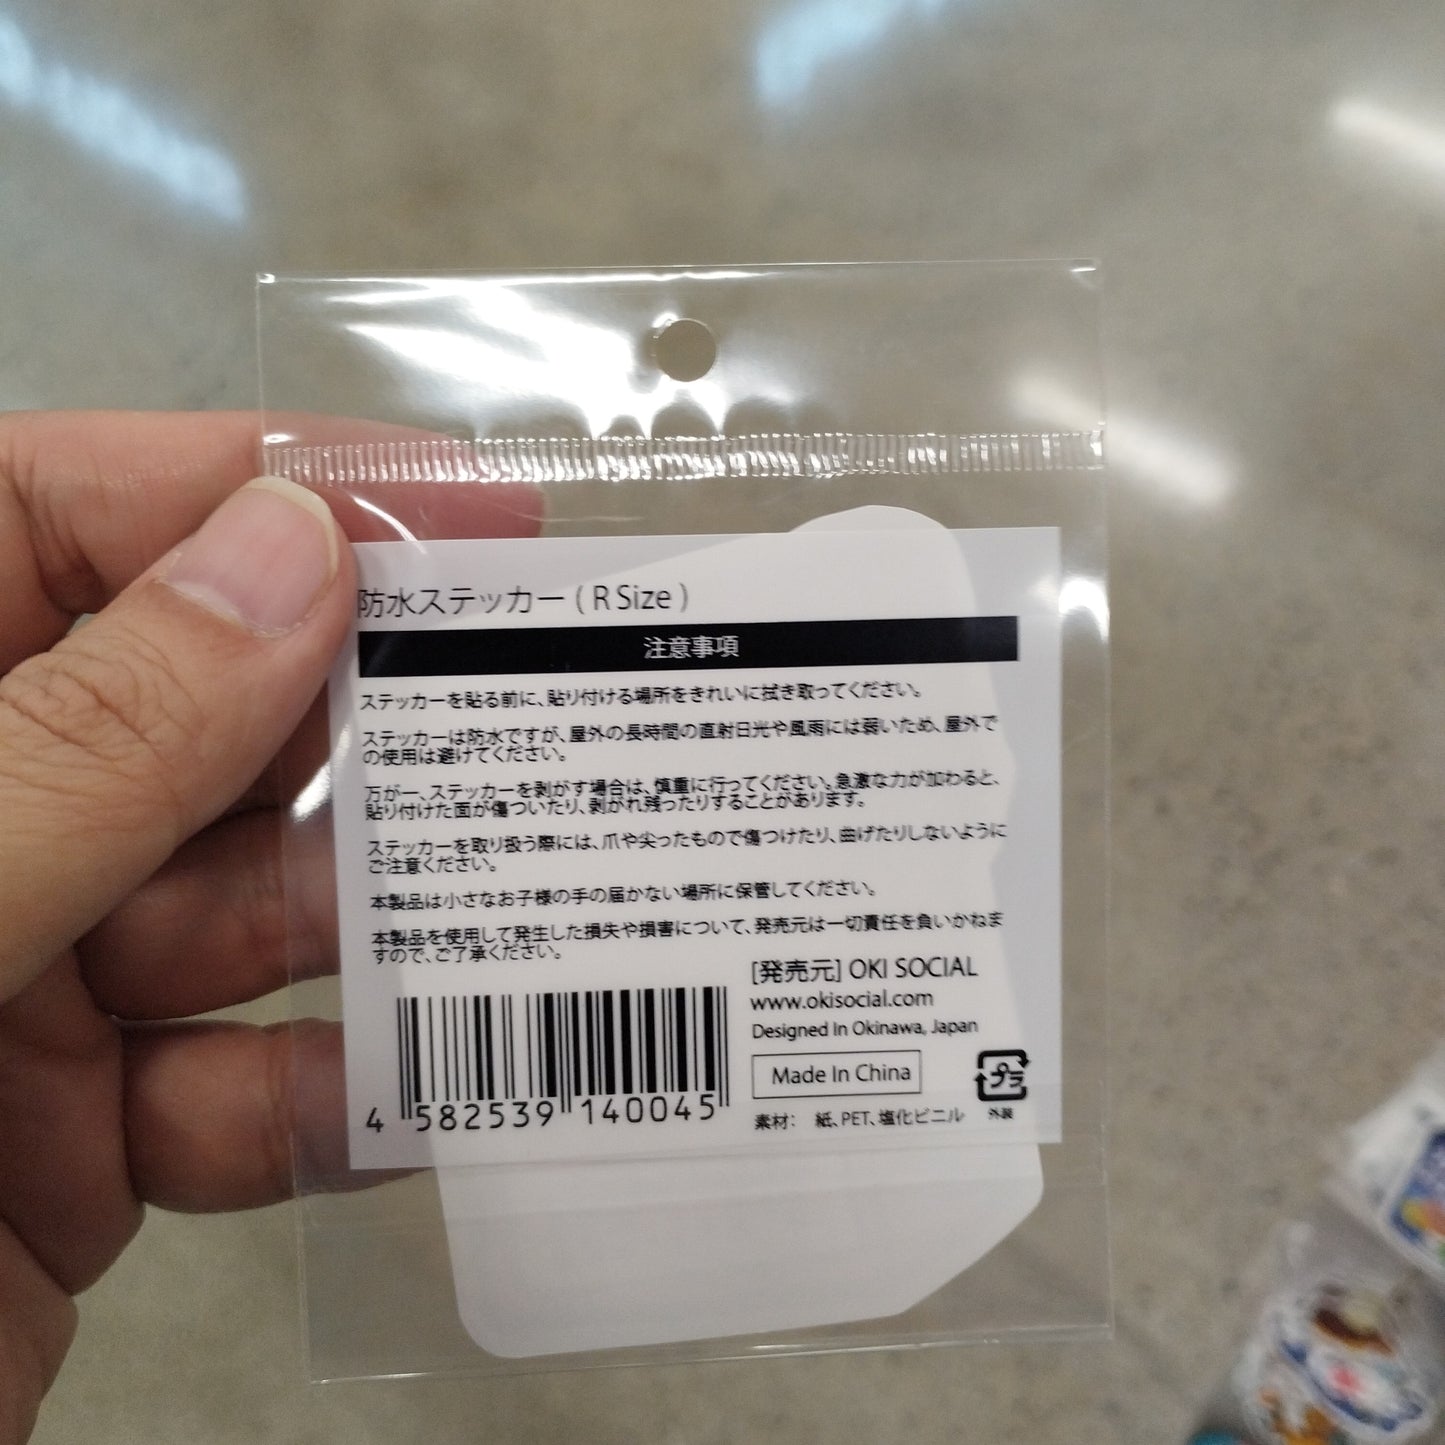 防水ステッカー ( R Size )
注意事項
ステッカーを貼る前に、貼り付ける場所をきれいに拭き取ってください。
ステッカーは防水ですが、屋外の長時間の直射日光や風雨には弱いため、屋外で
の使用は避けてください。
万が一、ステッカーを剥がす場合は、慎重に行ってください。急激な力が加わると、
貼り付けた面が傷ついたり、剥がれ残ったりすることがあります。
ステッカーを取り扱う際には、爪や尖ったもので傷つけたり、曲げたりしないように
ご注意ください。
本製品は小さなお子様の手の届かない場所に保管してください。
本製品を使用して発生した損失や損害について、発売元は一切責任を負いかねま
すので、ご了承ください。
[発売元] OKI SOCIAL
www.okisocial.com
Designed In Okinawa, Japan
Made In China
プラ
外装
素材： 紙、PET、塩化ビニル
4 582539 140045